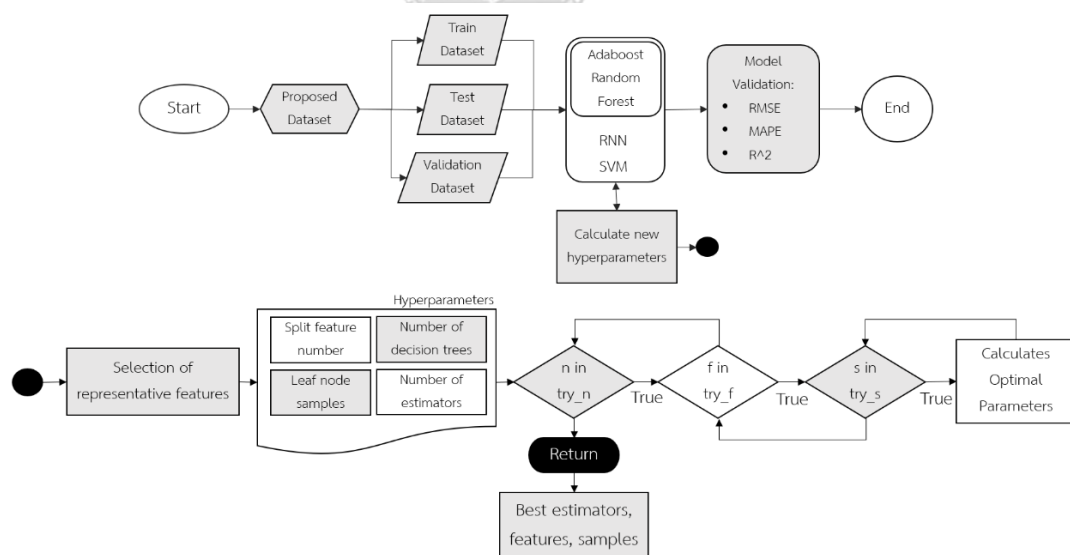 Start
Proposed
Dataset
Train
Dataset
Test
Dataset
Validation
Dataset
Adaboost
Random
Forest
RNN
SVM
Model
Validation:
• RMSE
• MAPE
• R^2
End
Calculate new
hyperparameters
Selection of
representative features
Hyperparameters
Split feature
number
Number of
decision trees
Leaf node
samples
Number of
estimators
n in
try_n
True
f in
try_f
True
s in
try_s
True
Calculates
Optimal
Parameters
Return
Best estimators,
features, samples